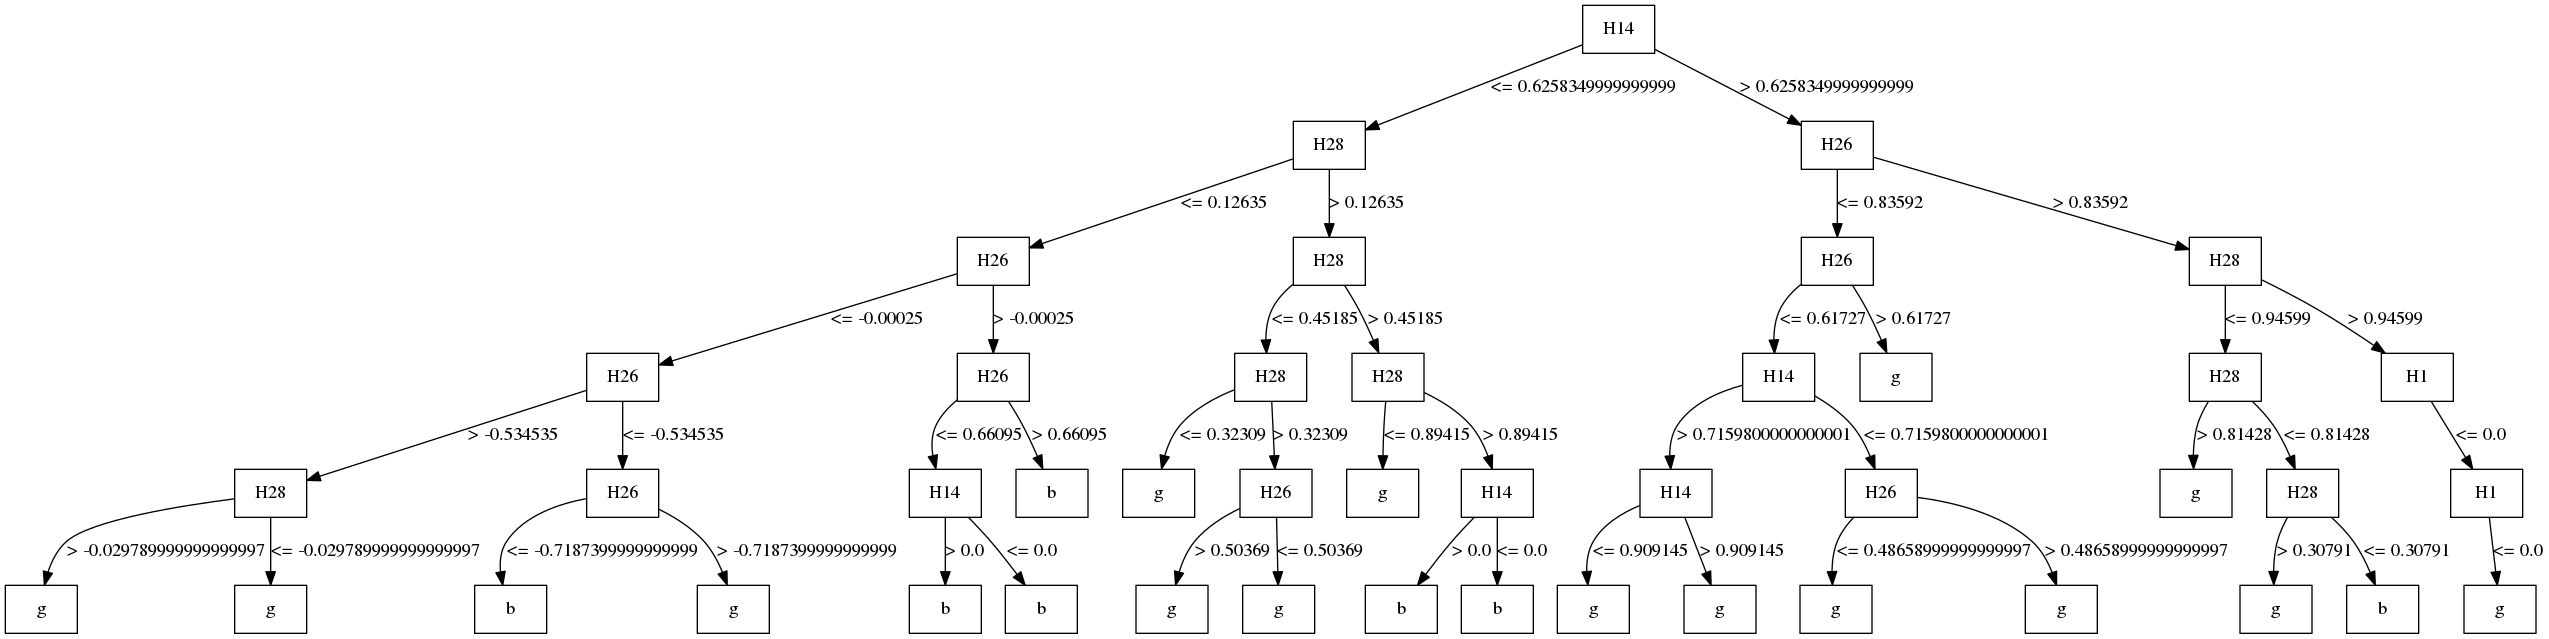 H14
<= 0.6258349999999999 > 0.6258349999999999
H28 H26
<= 0.12635 > 0.12635 <= 0.83592 > 0.83592
H26 H28 H26 H28
<= -0.00025 > -0.00025 <= 0.45185 > 0.45185 <= 0.61727 > 0.61727 <= 0.94599 > 0.94599
H26 H26 H28 H28 H14 g H28 H1
> -0.534535 <= -0.534535 <= 0.66095 > 0.66095 <= 0.32309 > 0.32309 <= 0.89415 > 0.89415 > 0.7159800000000001 <= 0.7159800000000001 > 0.81428 <= 0.81428 <= 0.0
H28 H26 H14 b g H26 g H14 H14 H26 g H28 H1
> -0.029789999999999997 <= -0.029789999999999997 <= -0.7187399999999999 > -0.7187399999999999 > 0.0 <= 0.0 > 0.50369 <= 0.50369 > 0.0 <= 0.0 <= 0.909145 > 0.909145 <= 0.48658999999999997 > 0.48658999999999997 > 0.30791 <= 0.30791 <= 0.0
g g b g b b g g b b g g g g g b g